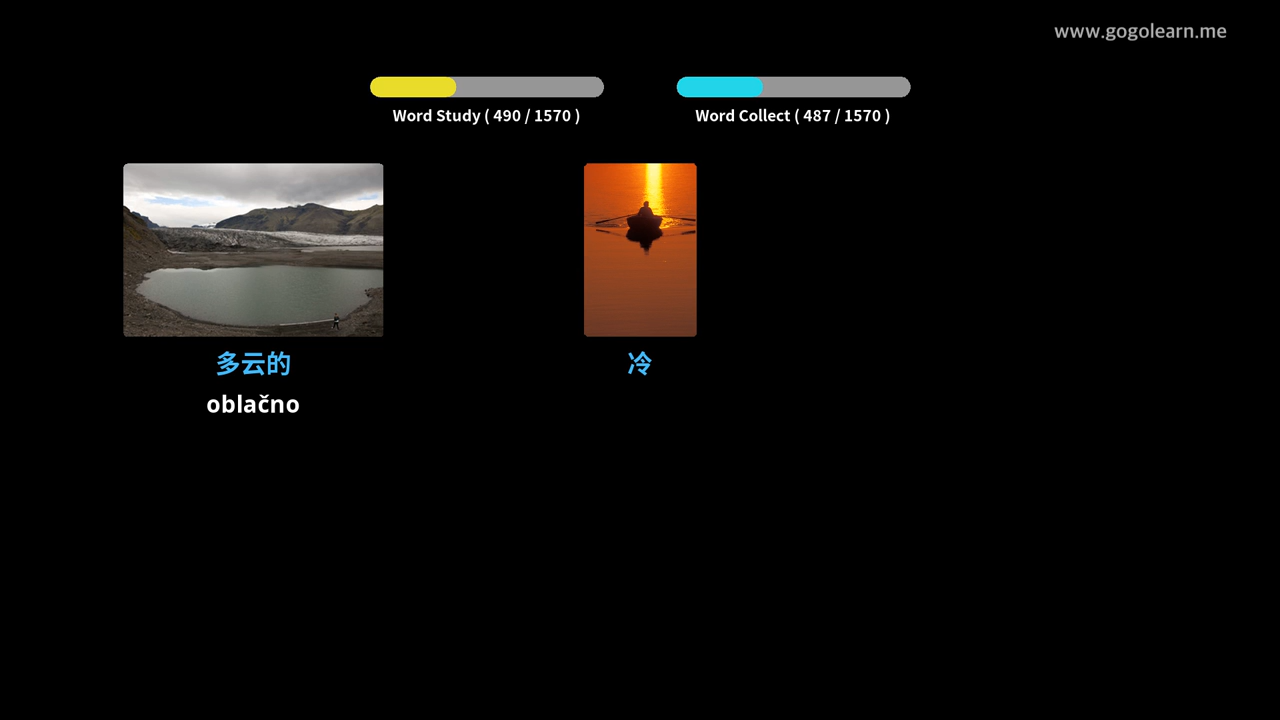 www.gogolearn.me
Word Study ( 490 / 1570 )
Word Collect ( 487 / 1570 )
多云的
冷
oblačno